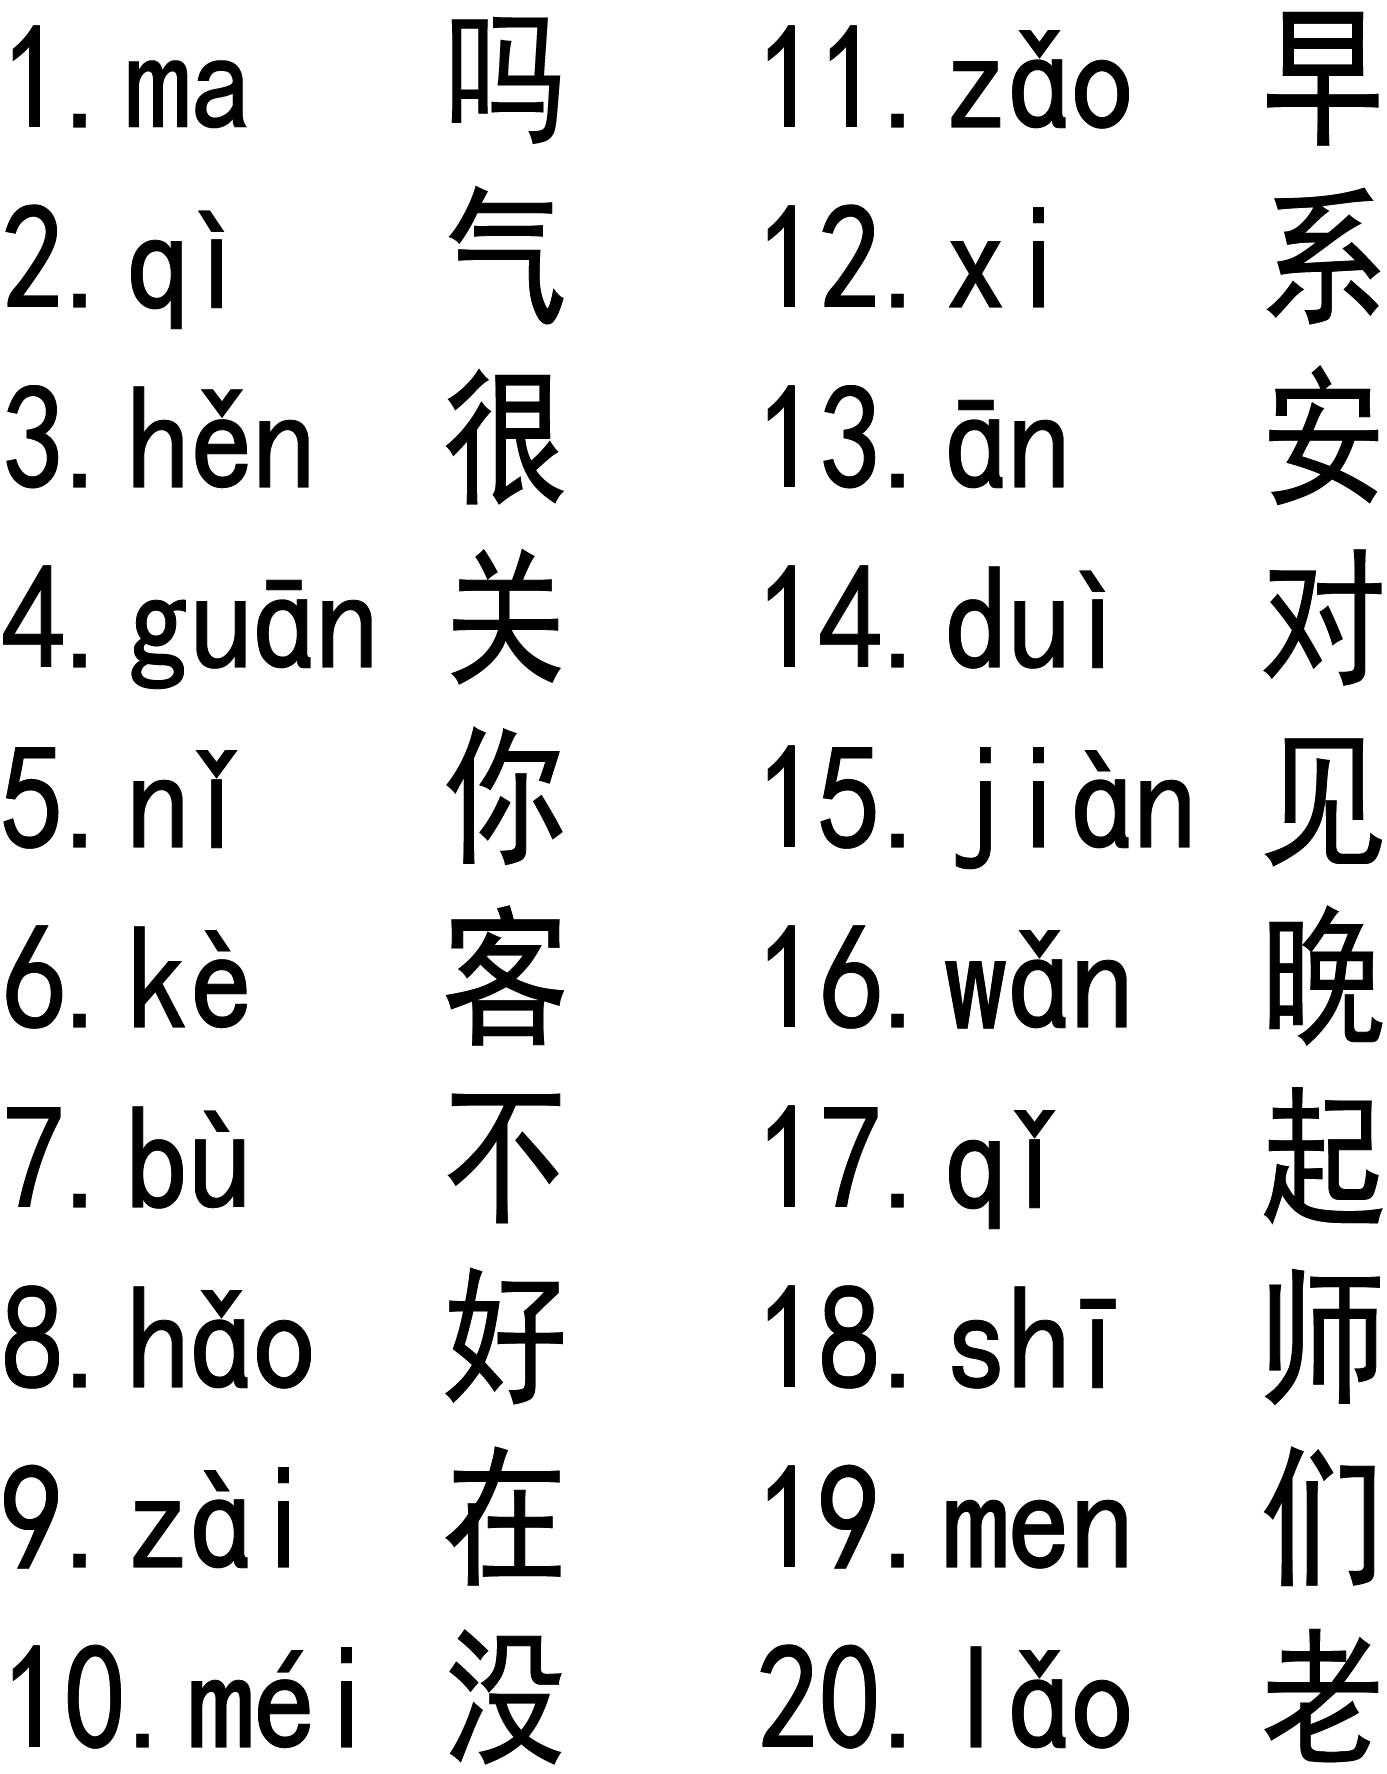 1.ma 吗
2.qì 气
3.hěn 很
4.guān 关
5.nǐ 你
6.kè 客
7.bù 不
8.hǎo 好
9.zài 在
10.méi 没
11.zǎo 早
12.xi 系
13.ān 安
14.duì 对
15.jiàn 见
16.wǎn 晚
17.qǐ 起
18.shī 师
19.men 们
20.lǎo 老